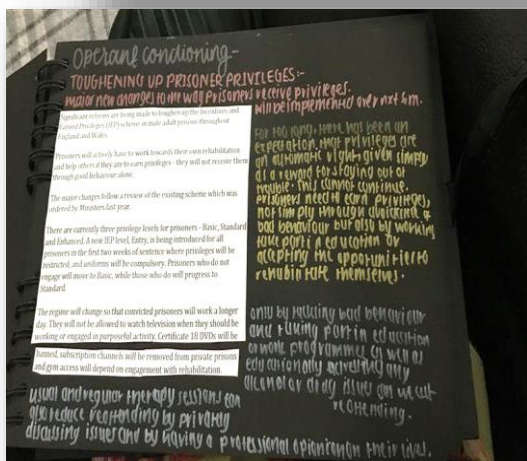 Operant condioning-
TOUGHENING UP PRISONER PRIVILEGES:-
major new changes to the wall prisoners receive privileges.
will be implemented over next 6m.
Significant reforms are being made to toughen up the Incentives and
Earned Privileges (IEP) scheme in male adult prisons throughout
England and Wales.
Prisoners will actively have to work towards their own rehabilitation
and help others if they are to earn privileges - they will not receive them
through good behaviour alone.
The major changes follow a review of the existing scheme which was
ordered by Ministers last year.
There are currently three privilege levels for prisoners - Basic, Standard
and Enhanced. A new IEP level, Entry, is being introduced for all
prisoners in the first two weeks of sentence where privileges will be
restricted, and uniforms will be compulsory. Prisoners who do not
engage will move to Basic, while those who do will progress to
Standard.
The regime will change so that convicted prisoners will work a longer
day. They will not be allowed to watch television when they should be
working or engaged in purposeful activity. Certificate 18 DVDs will be
banned, subscription channels will be removed from private prisons
and gym access will depend on engagement with rehabilitation.
For too long, there has been an
expectation that privileges are
an automatic right, given simply
as a reward for staying out of
trouble. This cannot continue.
prisoners need to earn privileges,
not simply through avoidance of
bad behaviour but also by working
take part in education or
accepting the opportunities to
themselves.
only by reducing bad behaviour
and taking part in education
or work programmes as well as
educationally addressing any
alcohol or drug issues can we cut
reoffending.
usual and regular therapy sessions can
also reduce reoffending by privately
discussing issues and by having a professional opinion on their lives.